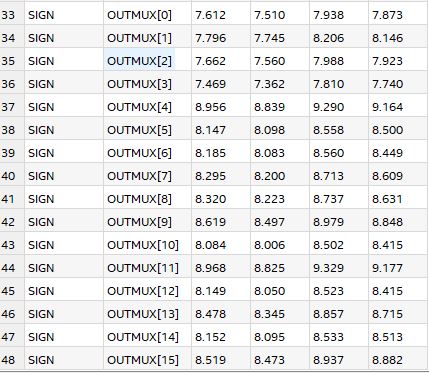 33 SIGN OUTMUX[0] 7.612 7.510 7.938 7.873
34 SIGN OUTMUX[1] 7.796 7.745 8.206 8.146
35 SIGN OUTMUX[2] 7.662 7.560 7.988 7.923
36 SIGN OUTMUX[3] 7.469 7.362 7.810 7.740
37 SIGN OUTMUX[4] 8.956 8.839 9.290 9.164
38 SIGN OUTMUX[5] 8.147 8.098 8.558 8.500
39 SIGN OUTMUX[6] 8.185 8.083 8.560 8.449
40 SIGN OUTMUX[7] 8.295 8.200 8.713 8.609
41 SIGN OUTMUX[8] 8.320 8.223 8.737 8.631
42 SIGN OUTMUX[9] 8.619 8.497 8.979 8.848
43 SIGN OUTMUX[10] 8.084 8.006 8.502 8.415
44 SIGN OUTMUX[11] 8.968 8.825 9.329 9.177
45 SIGN OUTMUX[12] 8.149 8.050 8.523 8.415
46 SIGN OUTMUX[13] 8.478 8.345 8.857 8.715
47 SIGN OUTMUX[14] 8.152 8.095 8.533 8.513
48 SIGN OUTMUX[15] 8.519 8.473 8.937 8.882